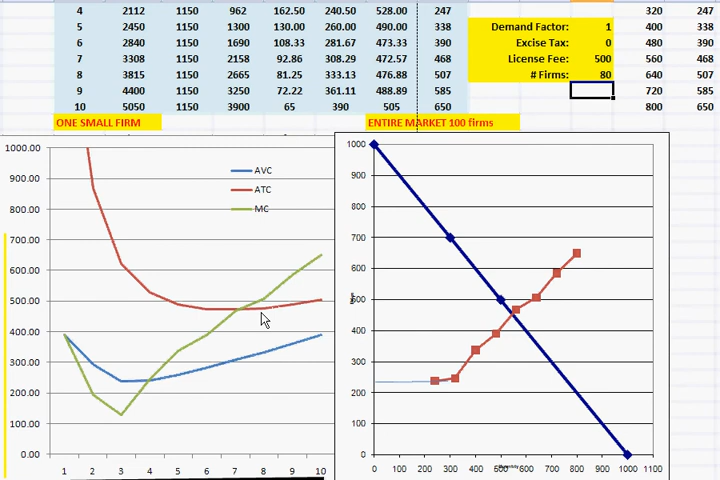 4 2112 1150 962 162.50 240.50 528.00 247 320 247
5 2450 1150 1300 130.00 260.00 490.00 338 Demand Factor: 1 400 338
6 2840 1150 1690 108.33 281.67 473.33 390 Excise Tax: 0 480 390
7 3308 1150 2158 92.86 308.29 472.57 468 License Fee: 500 560 468
8 3815 1150 2665 81.25 333.13 476.88 507 # Firms: 80 640 507
9 4400 1150 3250 72.22 361.11 488.89 585 720 585
10 5050 1150 3900 65 390 505 650 800 650
ONE SMALL FIRM ENTIRE MARKET 100 firms
1000.00
900.00
800.00
700.00
600.00
500.00
400.00
300.00
200.00
100.00
0.00
AVC
ATC
MC
1 2 3 4 5 6 7 8 9 10
1000
900
800
700
600
500
400
300
200
100
0
0 100 200 300 400 500 600 700 800 900 1000 1100